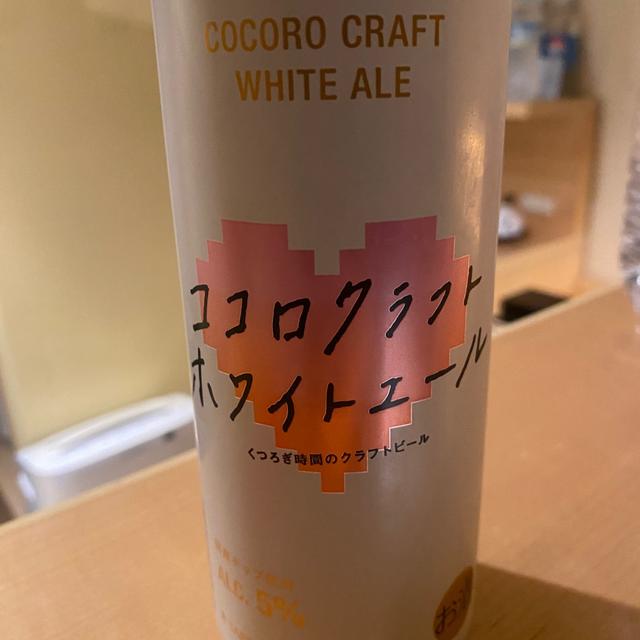 COCORO CRAFT
WHITE ALE
ココロクラフト
ホワイトエール
くつろぎ時間のクラフトビール
ALC. 5%